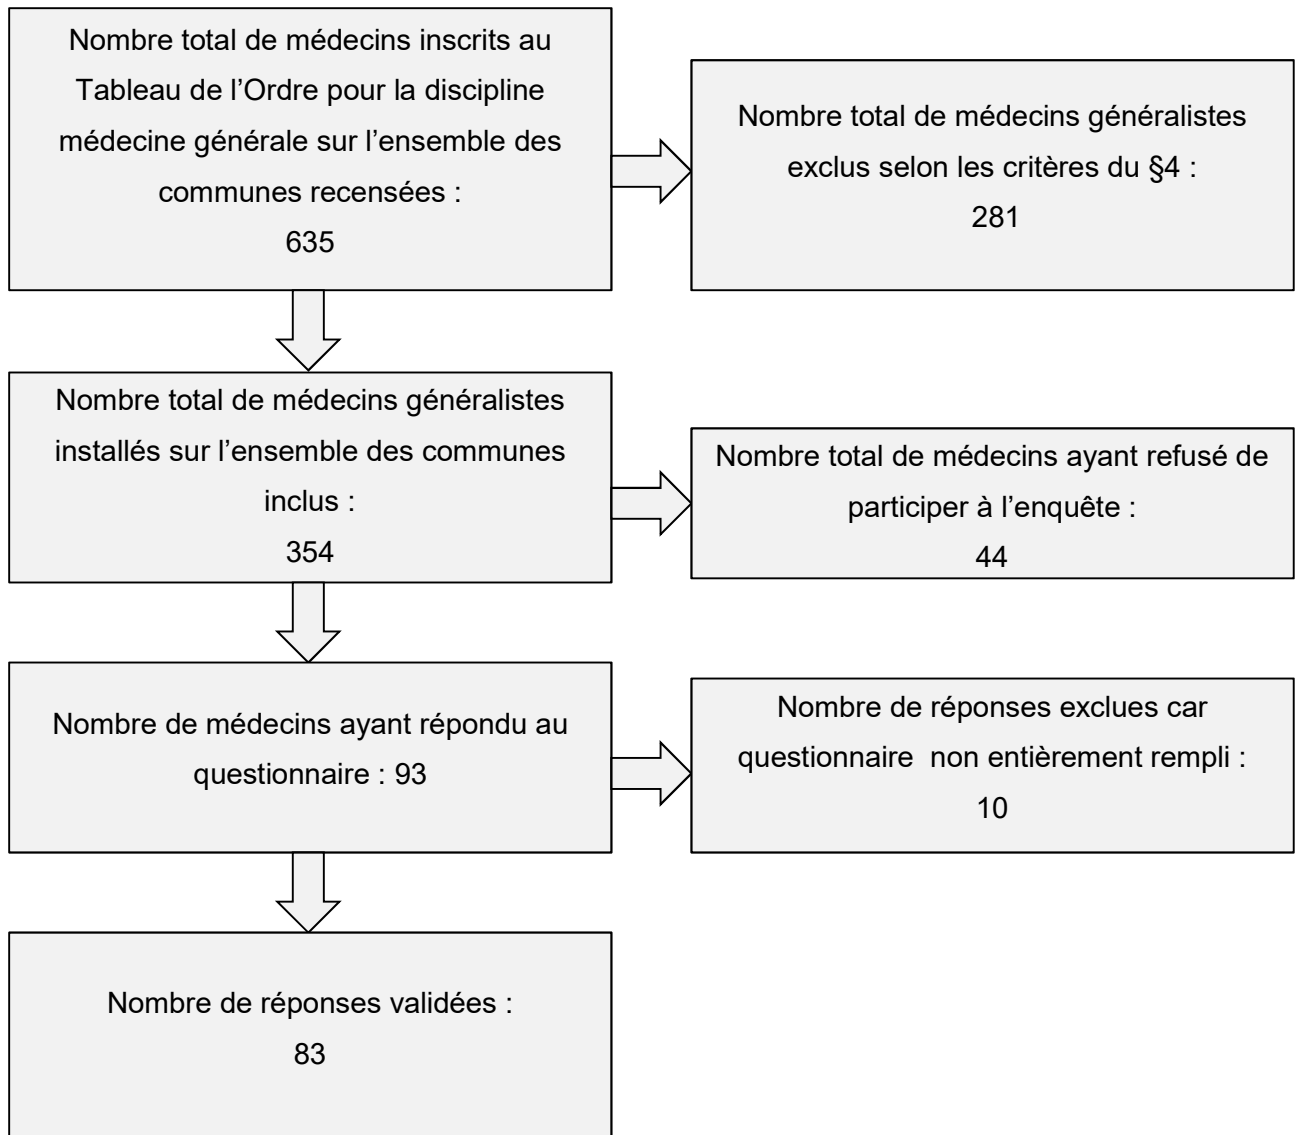 Nombre total de médecins inscrits au
Tableau de l’Ordre pour la discipline
médecine générale sur l’ensemble des
communes recensées :
635
Nombre total de médecins généralistes
exclus selon les critères du §4 :
281
Nombre total de médecins généralistes
installés sur l’ensemble des communes
inclus :
354
Nombre total de médecins ayant refusé de
participer à l’enquête :
44
Nombre de médecins ayant répondu au
questionnaire : 93
Nombre de réponses exclues car
questionnaire  non entièrement rempli :
10
Nombre de réponses validées :
83